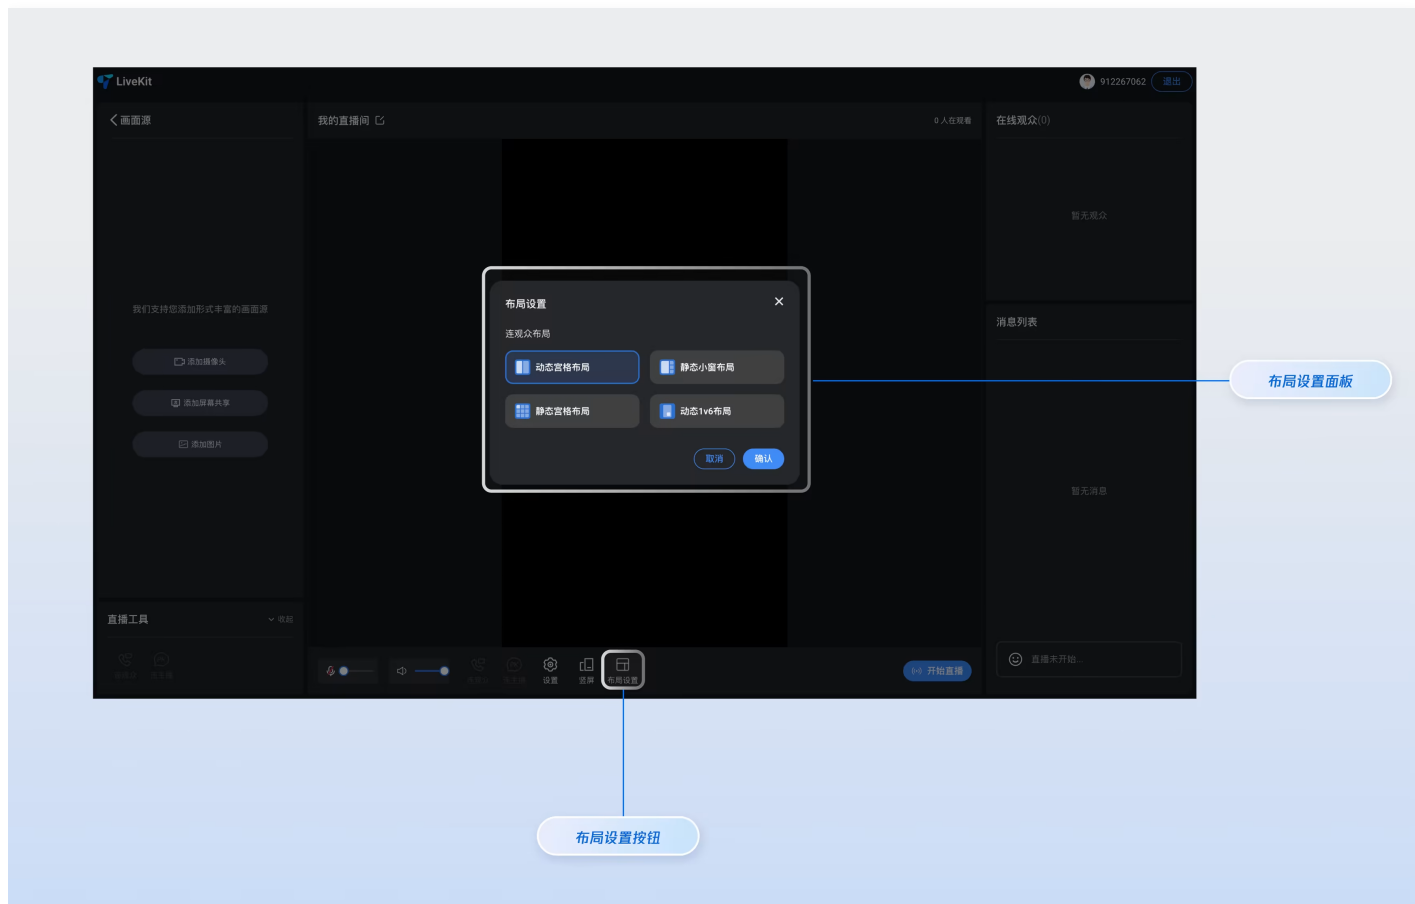 LiveKit
912267062
退出
画面源
我的直播间
0 人在观看
在线观众(0)
暂无观众
我们支持您添加形式丰富的画面源
添加摄像头
添加屏幕共享
添加图片
布局设置
连观众布局
动态宫格布局
静态小窗布局
静态宫格布局
动态1v6布局
取消
确认
消息列表
布局设置面板
暂无消息
直播工具
收起
连观众
连主播
设置
竖屏
布局设置
开始直播
直播未开始...
布局设置按钮